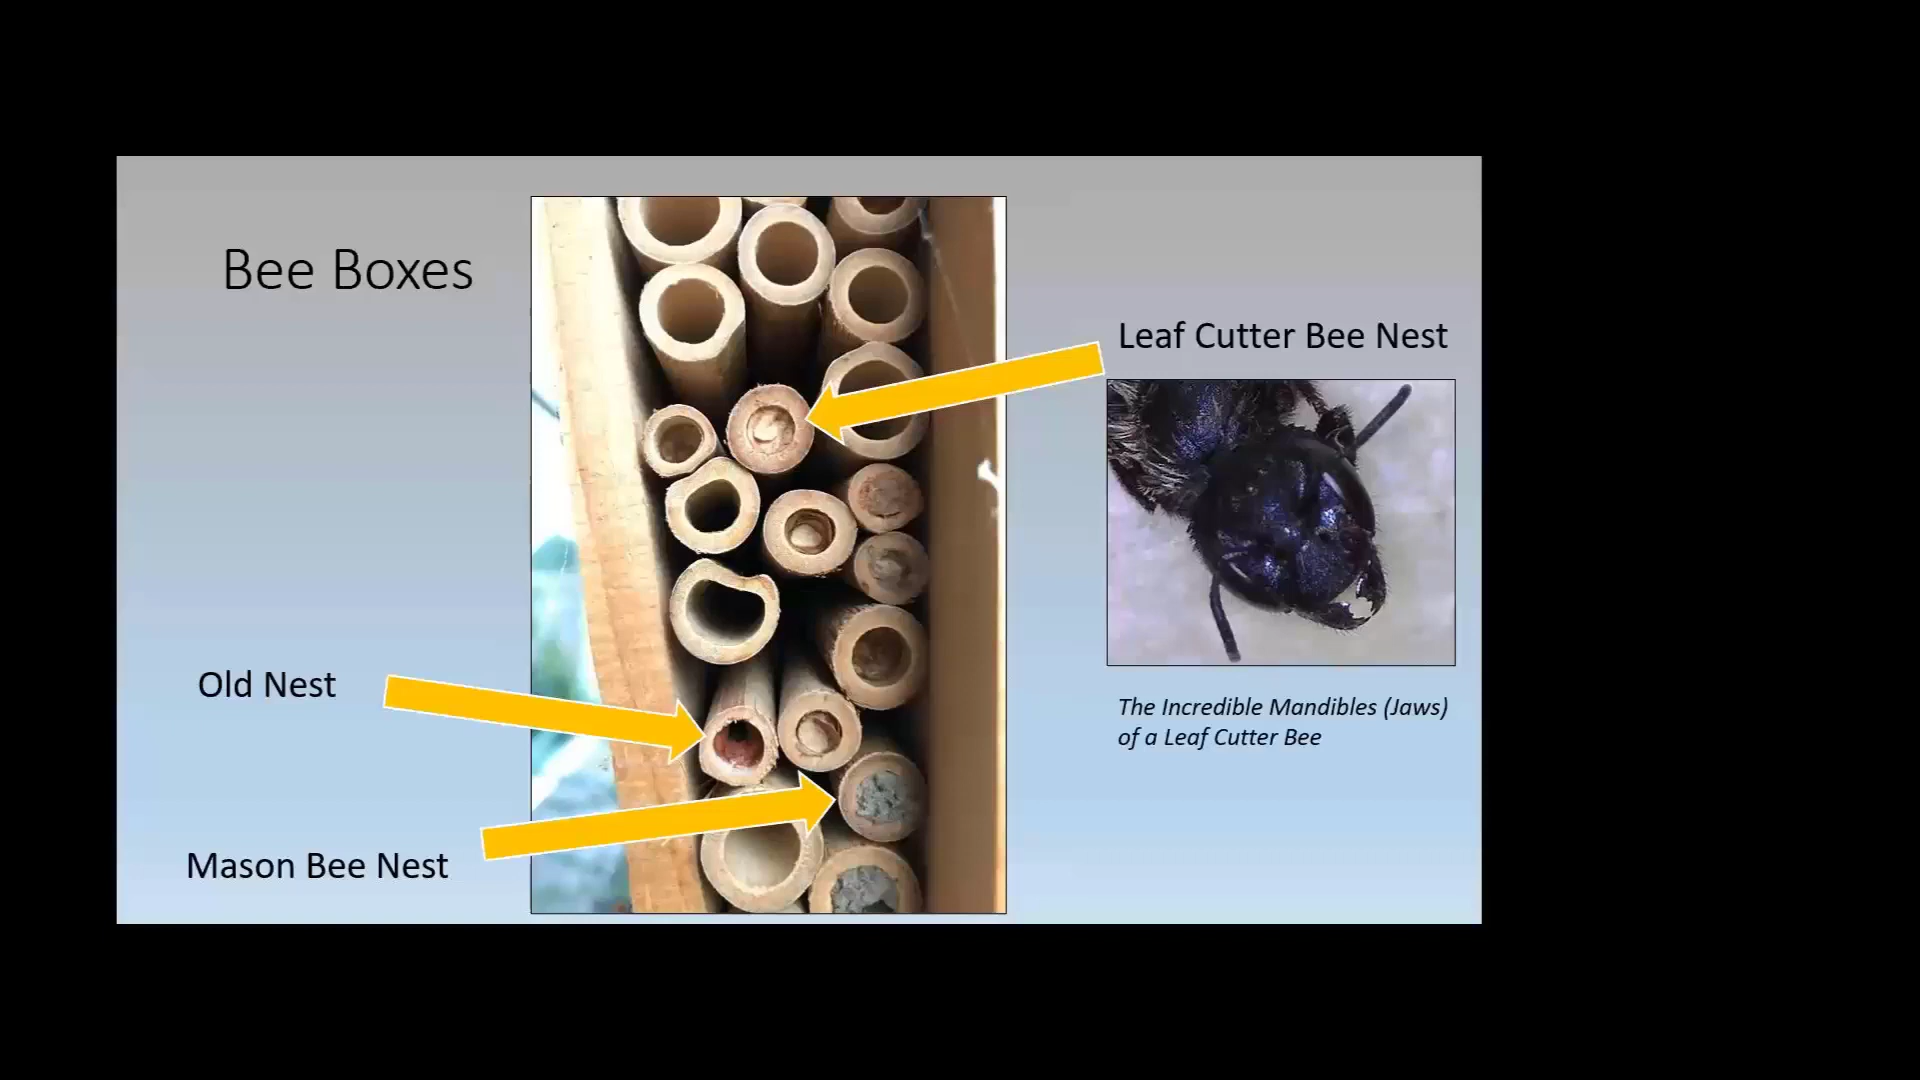 Bee Boxes
Leaf Cutter Bee Nest
Old Nest
The Incredible Mandibles (Jaws)
of a Leaf Cutter Bee
Mason Bee Nest